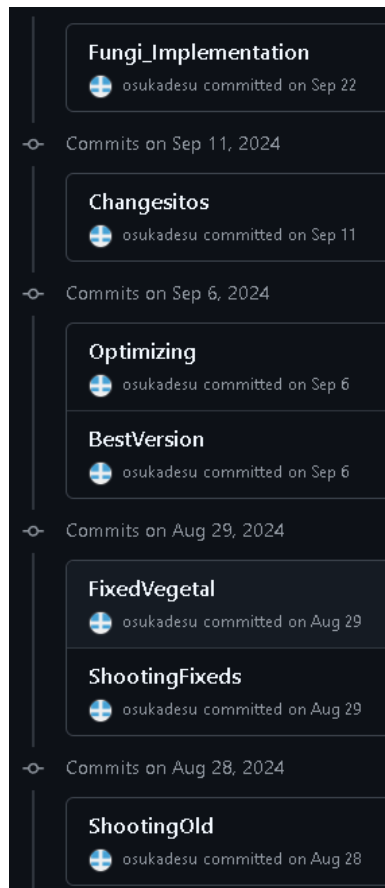 Fungi_Implementation
osukadesu committed on Sep 22
Commits on Sep 11, 2024
Changesitos
osukadesu committed on Sep 11
Commits on Sep 6, 2024
Optimizing
osukadesu committed on Sep 6
BestVersion
osukadesu committed on Sep 6
Commits on Aug 29, 2024
FixedVegetal
osukadesu committed on Aug 29
ShootingFixeds
osukadesu committed on Aug 29
Commits on Aug 28, 2024
ShootingOld
osukadesu committed on Aug 28